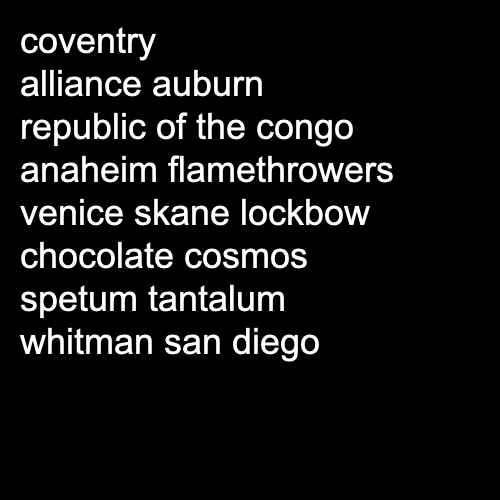 coventry
alliance auburn
republic of the congo
anaheim flamethrowers
venice skane lockbow
chocolate cosmos
spetum tantalum
whitman san diego